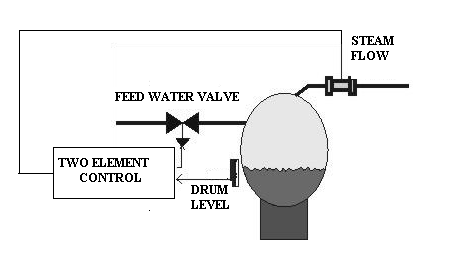 STEAM
FLOW
FEED WATER VALVE
TWO ELEMENT
CONTROL
DRUM
LEVEL